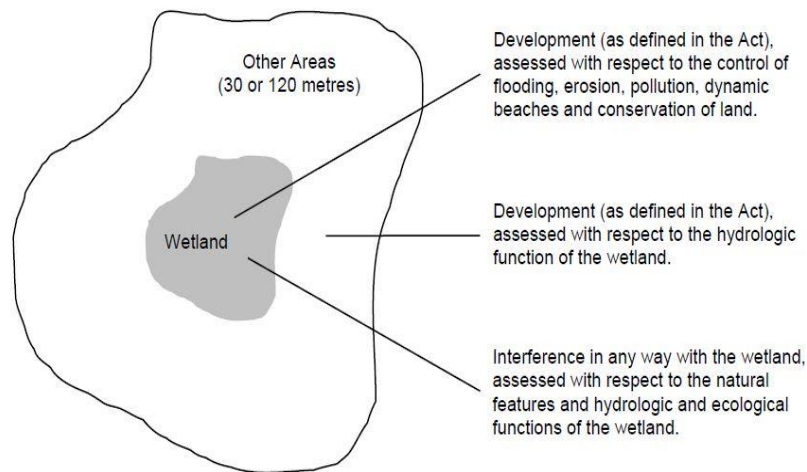 Other Areas
(30 or 120 metres)
Wetland
Development (as defined in the Act),
assessed with respect to the control of
flooding, erosion, pollution, dynamic
beaches and conservation of land.
Development (as defined in the Act),
assessed with respect to the hydrologic
function of the wetland.
Interference in any way with the wetland,
assessed with respect to the natural
features and hydrologic and ecological
functions of the wetland.